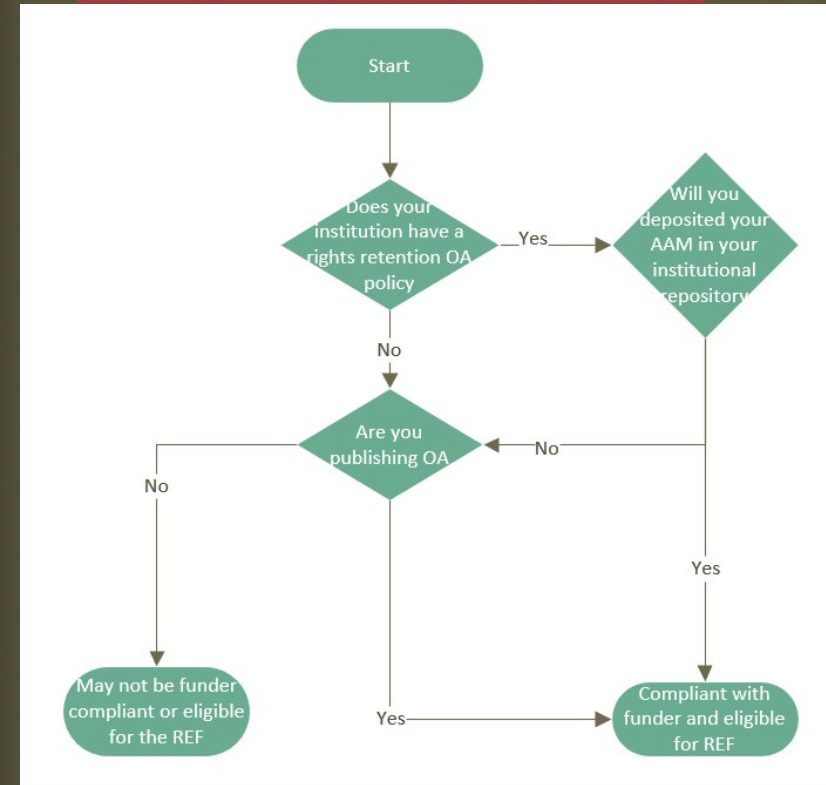 Start
Does your
institution have a
rights retention OA
policy
Yes
Will you
deposited your
AAM in your
institutional
repository
No
Are you
publishing OA
No
No
Yes
May not be funder
compliant or eligible
for the REF
Yes
Compliant with
funder and eligible
for REF